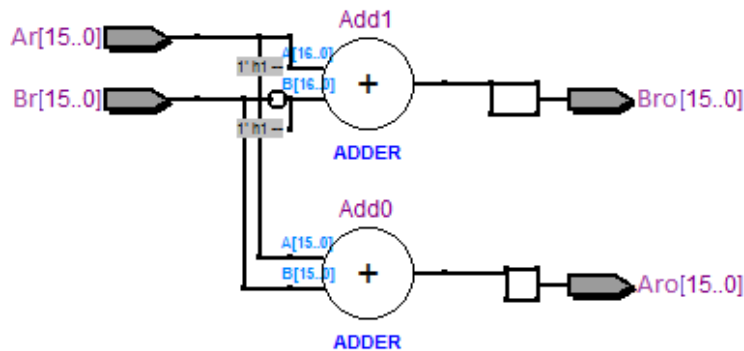 Add1
Ar[15..0]
A[16..0]
1' h1 --
Br[15..0]
B[16..0]
+
Bro[15..0]
1' h1 --
ADDER
Add0
A[15..0]
B[15..0]
+
Aro[15..0]
ADDER